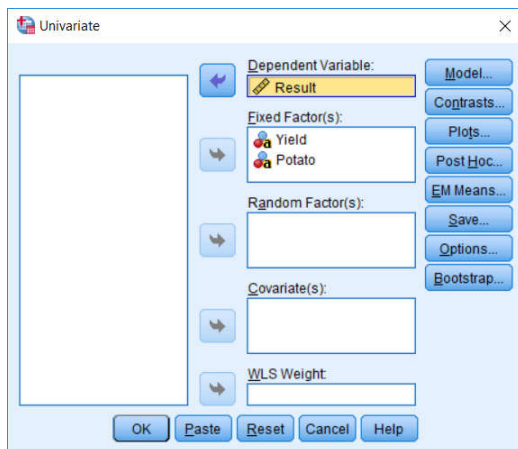 Univariate
Dependent Variable:
Result
Fixed Factor(s):
Yield
Potato
Random Factor(s):
Covariate(s):
WLS Weight:
Model...
Contrasts...
Plots...
Post Hoc...
EM Means...
Save...
Options...
Bootstrap...
OK Paste Reset Cancel Help